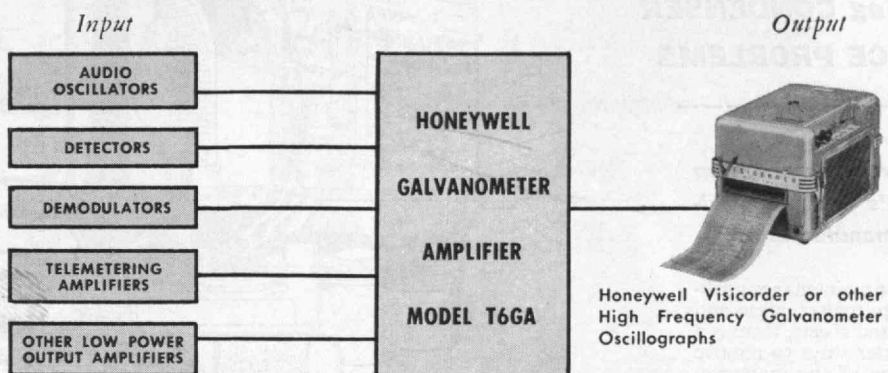 Input
Output
AUDIO
OSCILLATORS
DETECTORS
DEMODULATORS
TELEMETERING
AMPLIFIERS
OTHER LOW POWER
OUTPUT AMPLIFIERS
HONEYWELL
GALVANOMETER
AMPLIFIER
MODEL T6GA
VISICORDER
Honeywell Visicorder or other
High Frequency Galvanometer
Oscillographs